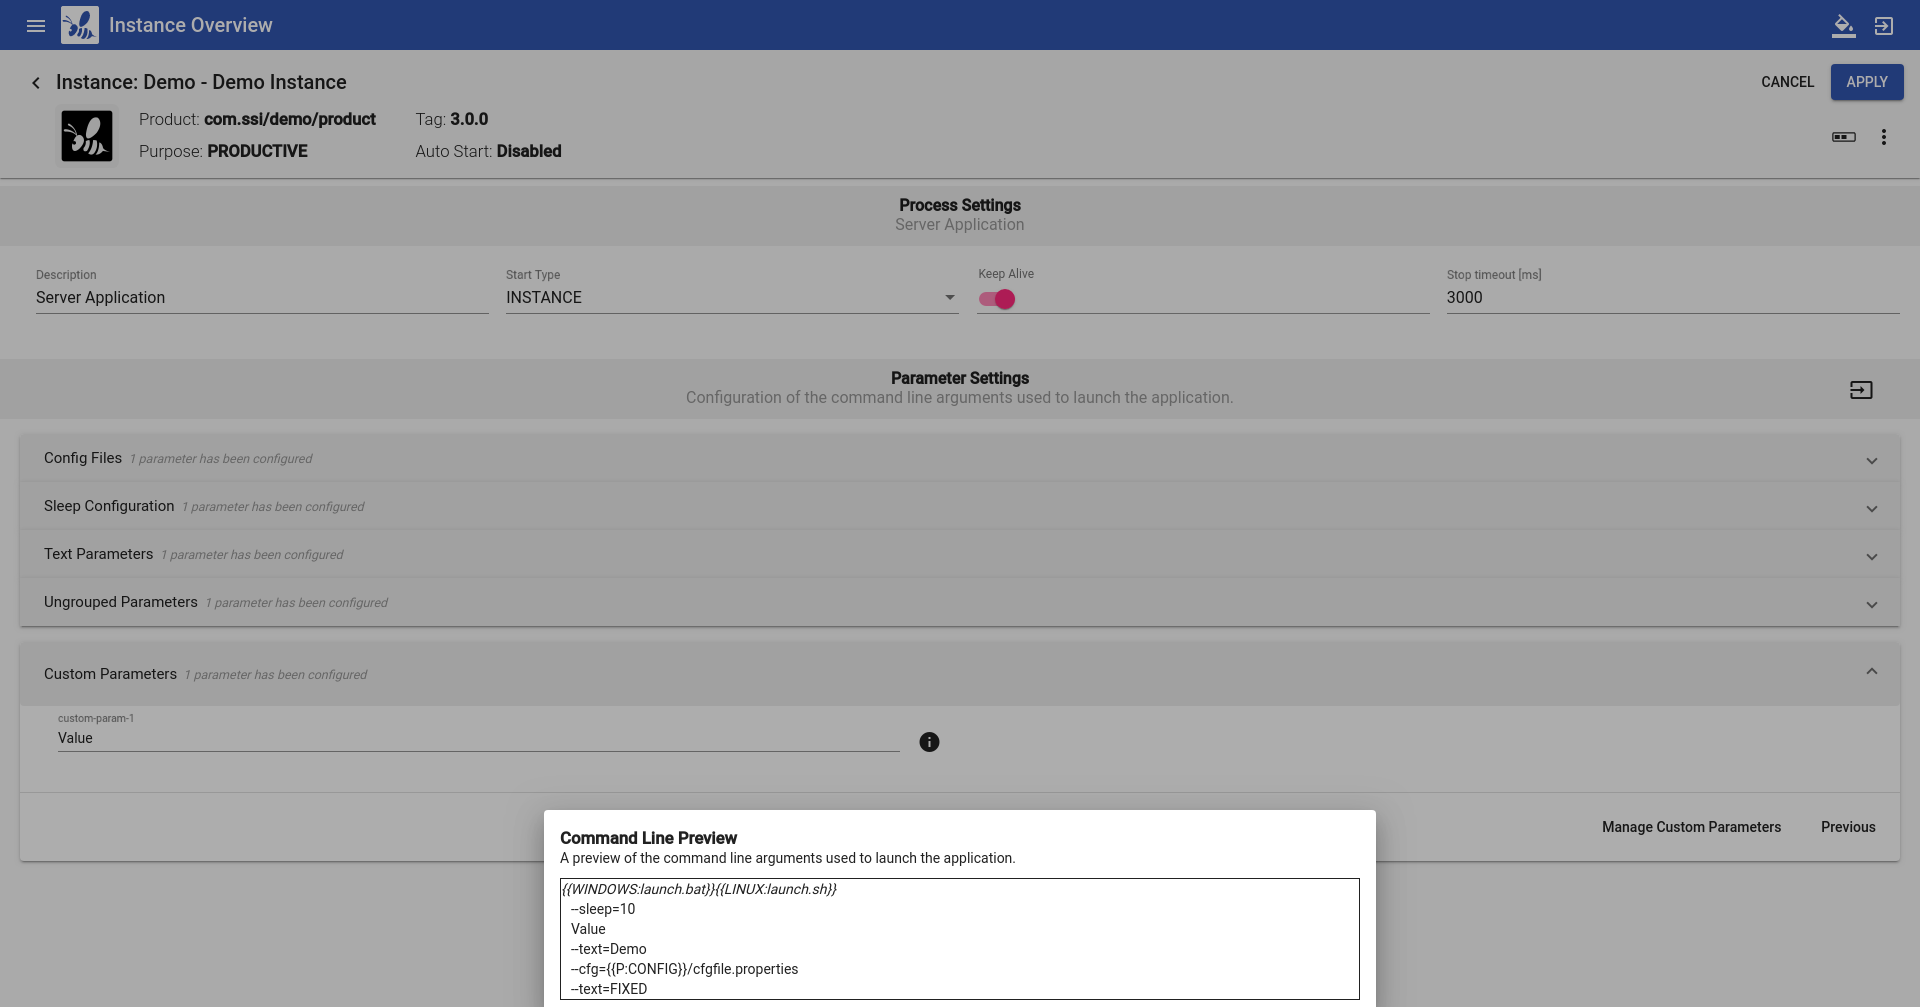 Instance Overview
Instance: Demo - Demo Instance
CANCEL APPLY
Product: com.ssi/demo/product Tag: 3.0.0
Purpose: PRODUCTIVE Auto Start: Disabled
Process Settings
Server Application
Description Start Type Keep Alive Stop timeout [ms]
Server Application INSTANCE 3000
Parameter Settings
Configuration of the command line arguments used to launch the application.
Config Files 1 parameter has been configured
Sleep Configuration 1 parameter has been configured
Text Parameters 1 parameter has been configured
Ungrouped Parameters 1 parameter has been configured
Custom Parameters 1 parameter has been configured
custom-param-1
Value
Manage Custom Parameters Previous
Command Line Preview
A preview of the command line arguments used to launch the application.
{{WINDOWS:launch.bat}}{{LINUX:launch.sh}}
--sleep=10
Value
--text=Demo
--cfg={{P:CONFIG}}/cfgfile.properties
--text=FIXED